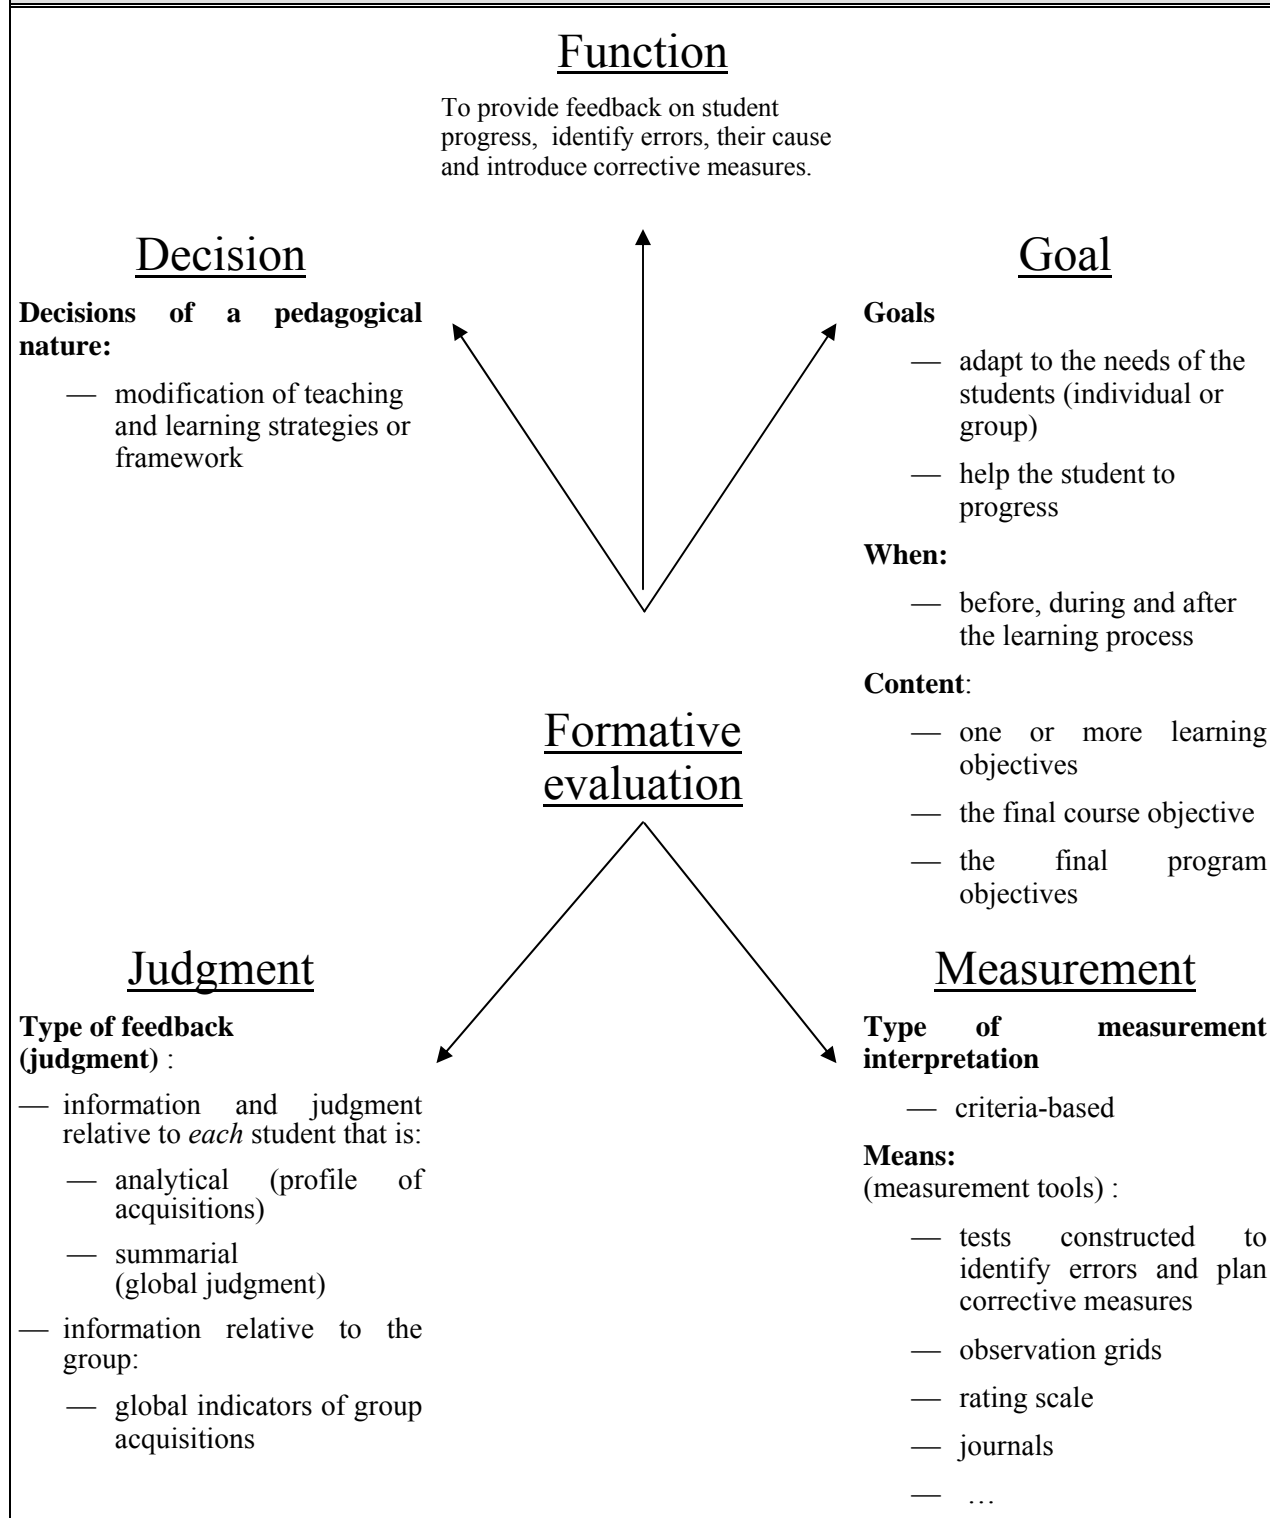 Function
To provide feedback on student
progress, identify errors, their cause
and introduce corrective measures.
Decision
Decisions of a pedagogical
nature:
— modification of teaching
and learning strategies or
framework
Goal
Goals
— adapt to the needs of the
students (individual or
group)
— help the student to
progress
When:
— before, during and after
the learning process
Content:
— one or more learning
objectives
— the final course objective
— the final program
objectives
Formative
evaluation
Judgment
Type of feedback
(judgment) :
— information and judgment
relative to each student that is:
— analytical (profile of
acquisitions)
— summarial
(global judgment)
— information relative to the
group:
— global indicators of group
acquisitions
Measurement
Type of measurement
interpretation
— criteria-based
Means:
(measurement tools) :
— tests constructed to
identify errors and plan
corrective measures
— observation grids
— rating scale
— journals
— …